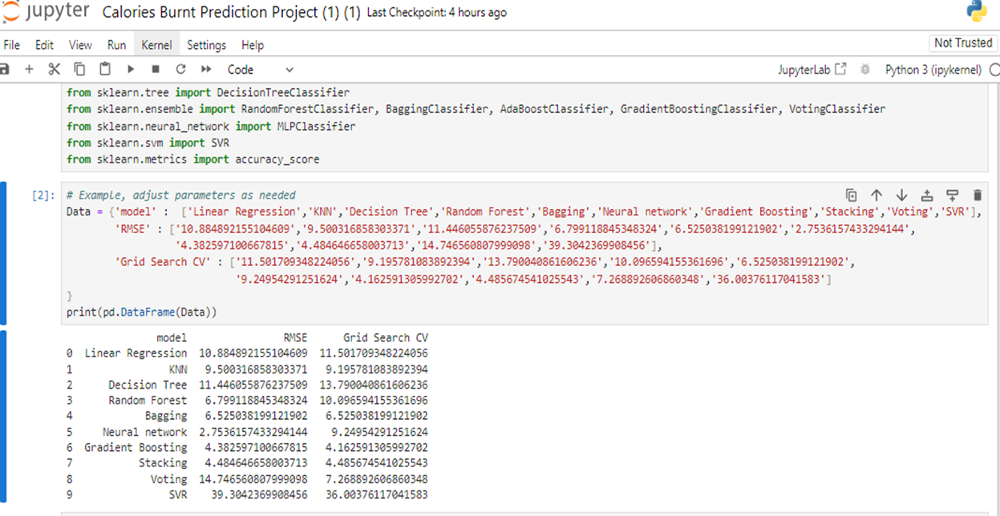 jupyter Calories Burnt Prediction Project (1) (1) Last Checkpoint: 4 hours ago
File Edit View Run Kernel Settings Help
Not Trusted
Code
JupyterLab
Python 3 (ipykernel)
from sklearn.tree import DecisionTreeClassifier
from sklearn.ensemble import RandomForestClassifier, BaggingClassifier, AdaBoostClassifier, GradientBoostingClassifier, VotingClassifier
from sklearn.neural_network import MLPClassifier
from sklearn.svm import SVR
from sklearn.metrics import accuracy_score
[2]: # Example, adjust parameters as needed
Data = {'model' : ['Linear Regression','KNN','Decision Tree','Random Forest','Bagging','Neural network','Gradient Boosting','Stacking','Voting','SVR'],
'RMSE' : ['10.884892155104609','9.500316858303371','11.446055876237509','6.799118845348324','6.525038199121902','2.7536157433294144',
'4.382597100667815','4.484646658003713','14.746560807999098','39.3042369908456'],
'Grid Search CV' : ['11.501709348224056','9.195781083892394','13.790040861606236','10.096594155361696','6.525038199121902',
'9.24954291251624','4.162591305992702','4.485674541025543','7.268892606860348','36.00376117041583']
}
print(pd.DataFrame(Data))
model RMSE Grid Search CV
0 Linear Regression 10.884892155104609 11.501709348224056
1 KNN 9.500316858303371 9.195781083892394
2 Decision Tree 11.446055876237509 13.790040861606236
3 Random Forest 6.799118845348324 10.096594155361696
4 Bagging 6.525038199121902 6.525038199121902
5 Neural network 2.7536157433294144 9.24954291251624
6 Gradient Boosting 4.382597100667815 4.162591305992702
7 Stacking 4.484646658003713 4.485674541025543
8 Voting 14.746560807999098 7.268892606860348
9 SVR 39.3042369908456 36.00376117041583